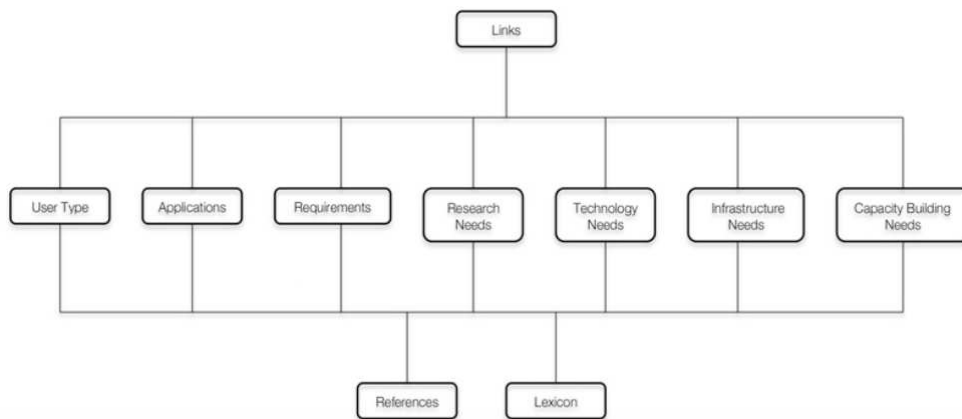 Links
User Type
Applications
Requirements
Research
Needs
Technology
Needs
Infrastructure
Needs
Capacity Building
Needs
References
Lexicon